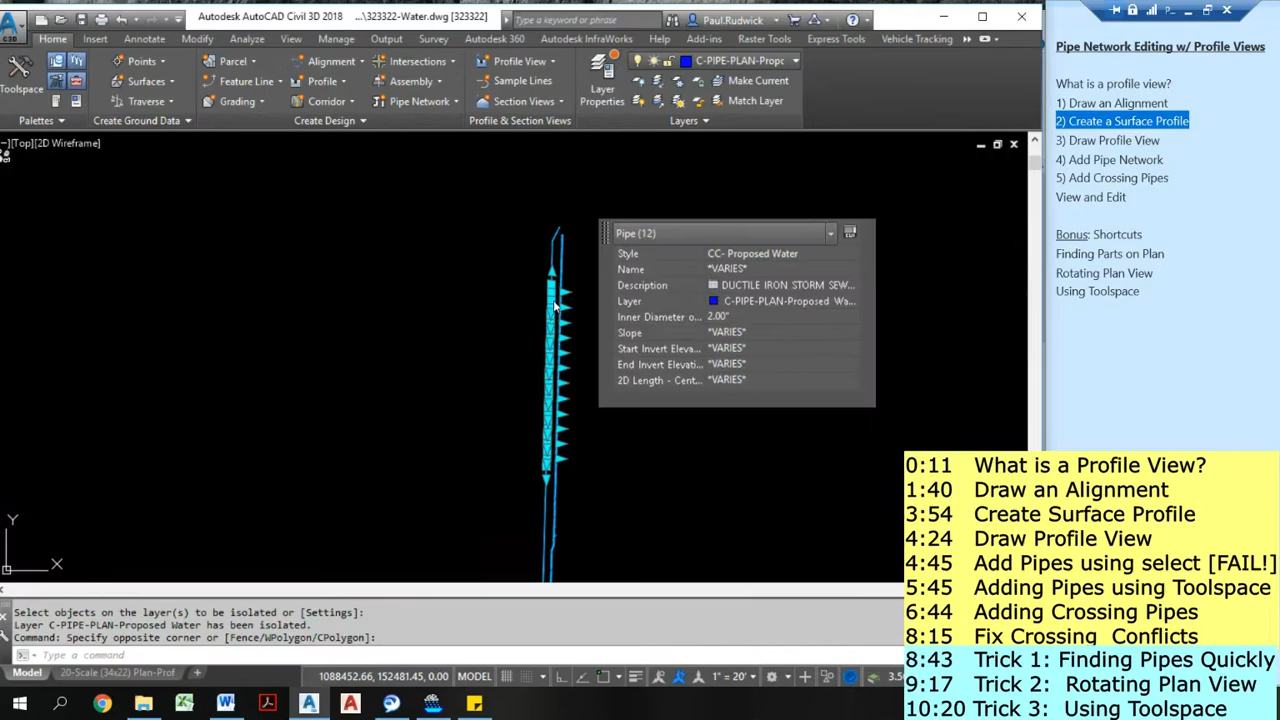 Autodesk AutoCAD Civil 3D 2018 ...\323322-Water.dwg [323322]
Type a keyword or phrase
Paul.Rudwick
C3D
Home Insert Annotate Modify Analyze View Manage Output Survey Autodesk 360 Autodesk InfraWorks Help Add-ins Raster Tools Express Tools Vehicle Tracking
Toolspace
Points
Surfaces
Traverse
Parcel
Feature Line
Grading
Alignment
Profile
Corridor
Intersections
Assembly
Pipe Network
Profile View
Sample Lines
Section Views
Layer
Properties
C-PIPE-PLAN-Propc
Make Current
Match Layer
Palettes
Create Ground Data
Create Design
Profile & Section Views
Layers
−][Top][2D Wireframe]
Pipe (12)
Style CC- Proposed Water
Name *VARIES*
Description DUCTILE IRON STORM SEW...
Layer C-PIPE-PLAN-Proposed Wa...
Inner Diameter o... 2.00"
Slope *VARIES*
Start Invert Eleva... *VARIES*
End Invert Elevati... *VARIES*
2D Length - Cent... *VARIES*
Y
X
Select objects on the layer(s) to be isolated or [Settings]:
Layer C-PIPE-PLAN-Proposed Water has been isolated.
Command: Specify opposite corner or [Fence/WPolygon/CPolygon]:
Type a command
Model 20-Scale (34x22) Plan-Prof
1088452.66, 152481.45, 0.00 MODEL 1" = 20' 3.5
Pipe Network Editing w/ Profile Views
What is a profile view?
1) Draw an Alignment
2) Create a Surface Profile
3) Draw Profile View
4) Add Pipe Network
5) Add Crossing Pipes
View and Edit
Bonus: Shortcuts
Finding Parts on Plan
Rotating Plan View
Using Toolspace
0:11 What is a Profile View?
1:40 Draw an Alignment
3:54 Create Surface Profile
4:24 Draw Profile View
4:45 Add Pipes using select [FAIL!]
5:45 Adding Pipes using Toolspace
6:44 Adding Crossing Pipes
8:15 Fix Crossing Conflicts
8:43 Trick 1: Finding Pipes Quickly
9:17 Trick 2: Rotating Plan View
10:20 Trick 3: Using Toolspace